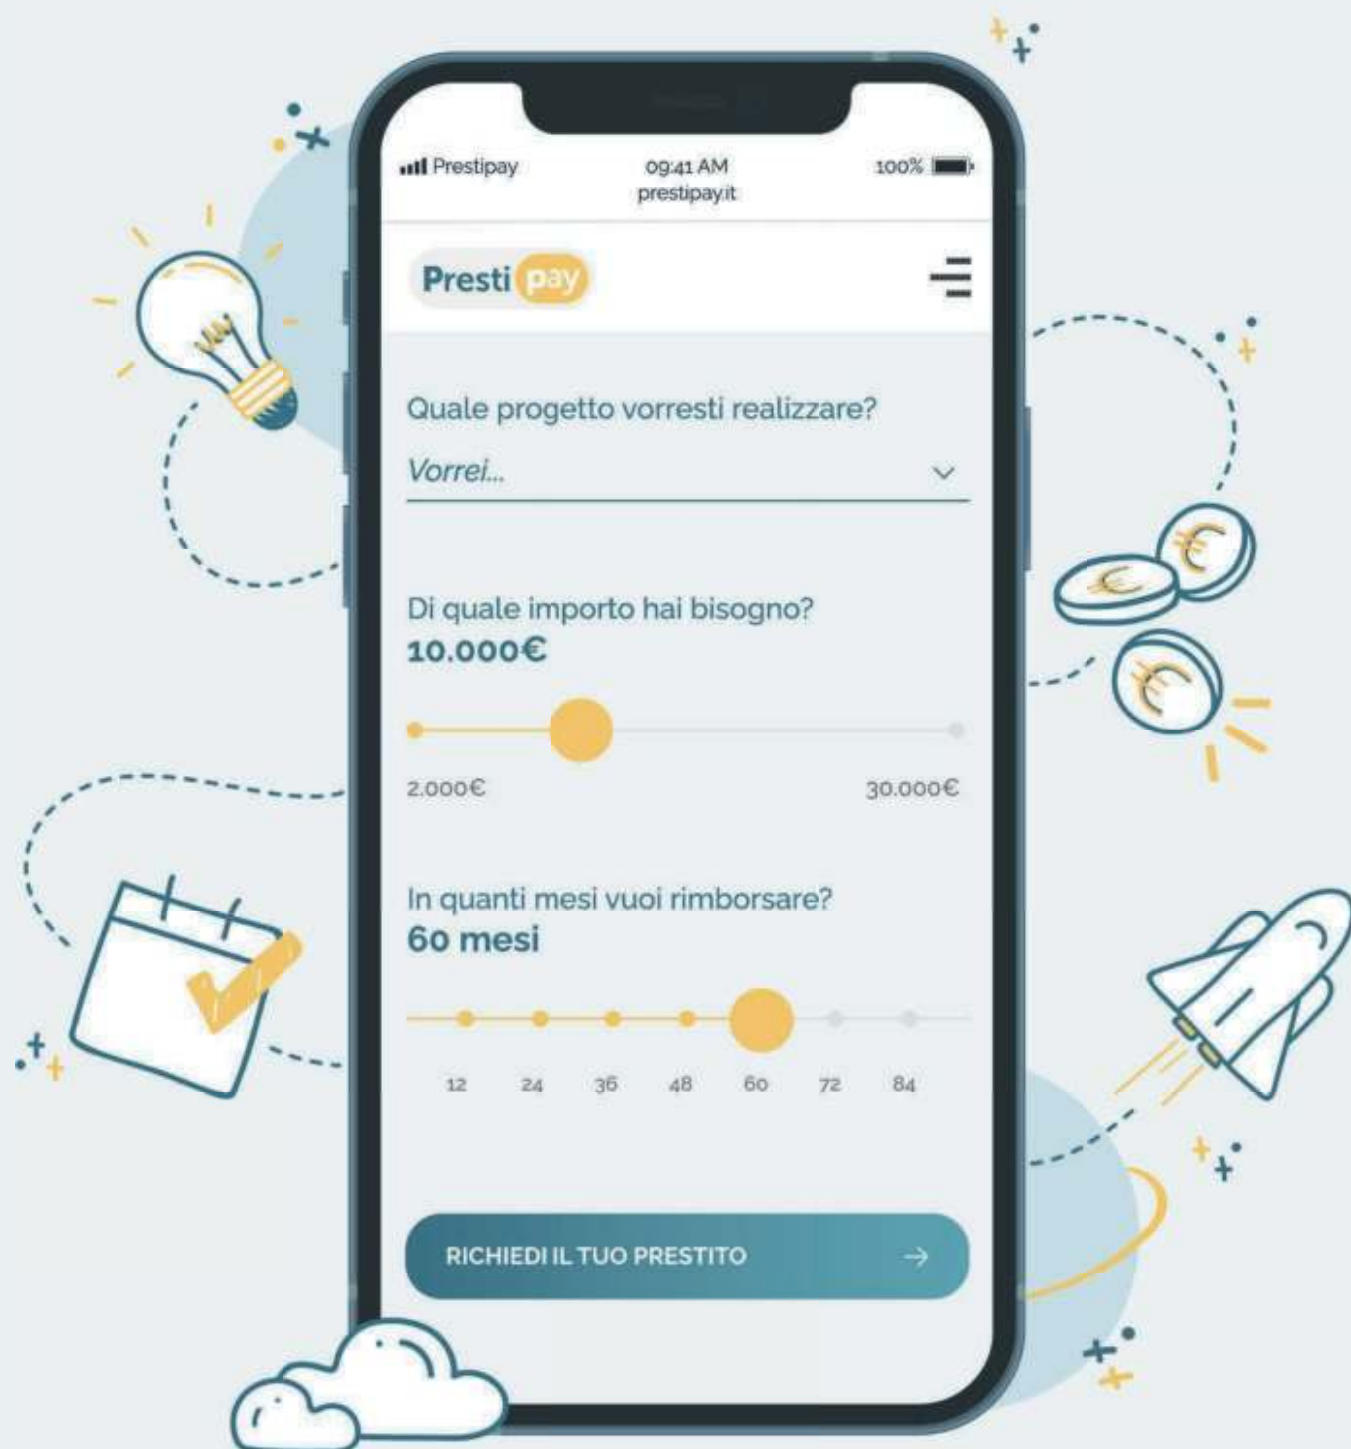 Prestipay 09:41 AM 100%
prestipay.it
Presti pay
Quale progetto vorresti realizzare?
Vorrei...
Di quale importo hai bisogno?
10.000€
2.000€ 30.000€
In quanti mesi vuoi rimborsare?
60 mesi
12 24 36 48 60 72 84
RICHIEDI IL TUO PRESTITO